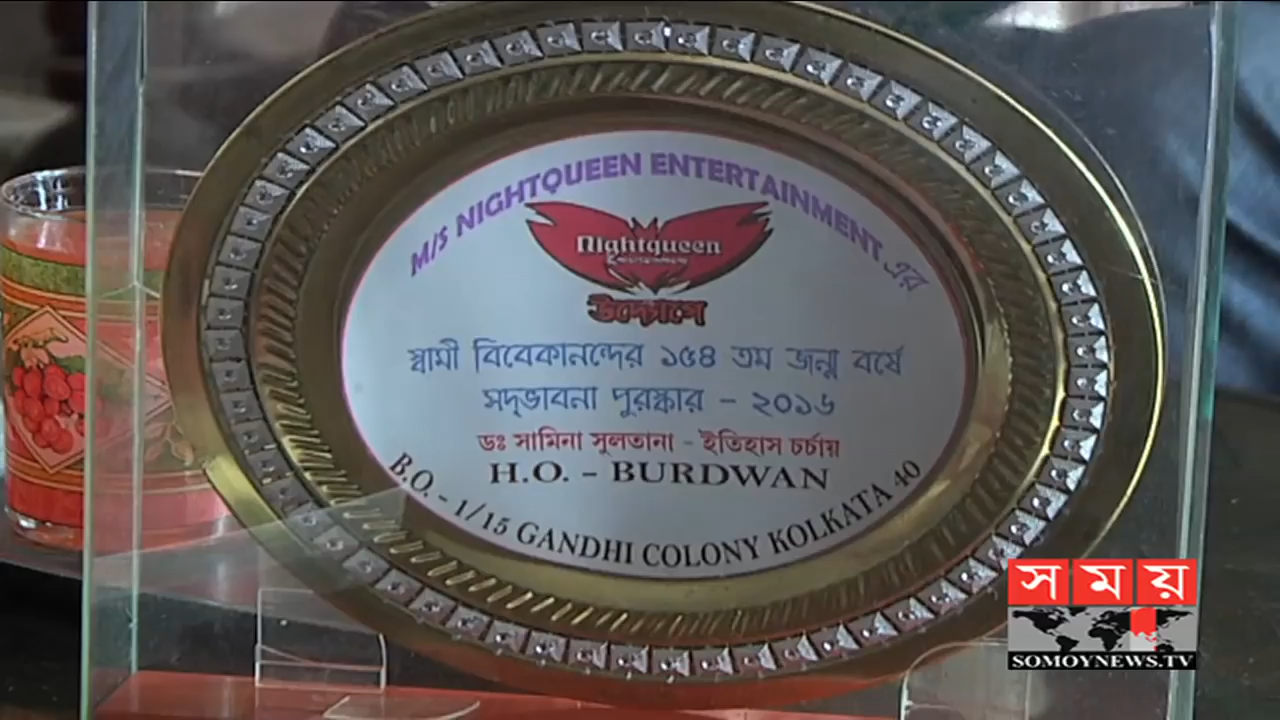 M/S NIGHTQUEEN ENTERTAINMENT এর
Nightqueen
উদ্যোগে
স্বামী বিবেকানন্দের ১৫৪ তম জন্ম বর্ষে
সদ্‌ভাবনা পুরস্কার – ২০১৬
ডঃ সামিনা সুলতানা - ইতিহাস চর্চায়
H.O. – BURDWAN
B.O. - 1/15 GANDHI COLONY KOLKATA 40
সময়
SOMOYNEWS.TV